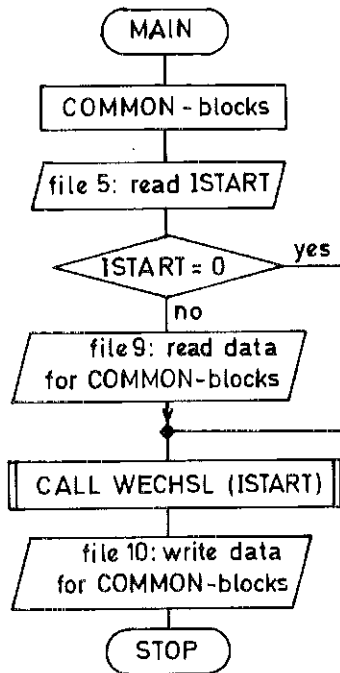 MAIN
COMMON - blocks
file 5: read ISTART
ISTART = 0
yes
no
file 9: read data
for COMMON-blocks
CALL WECHSL (ISTART)
file 10: write data
for COMMON-blocks
STOP